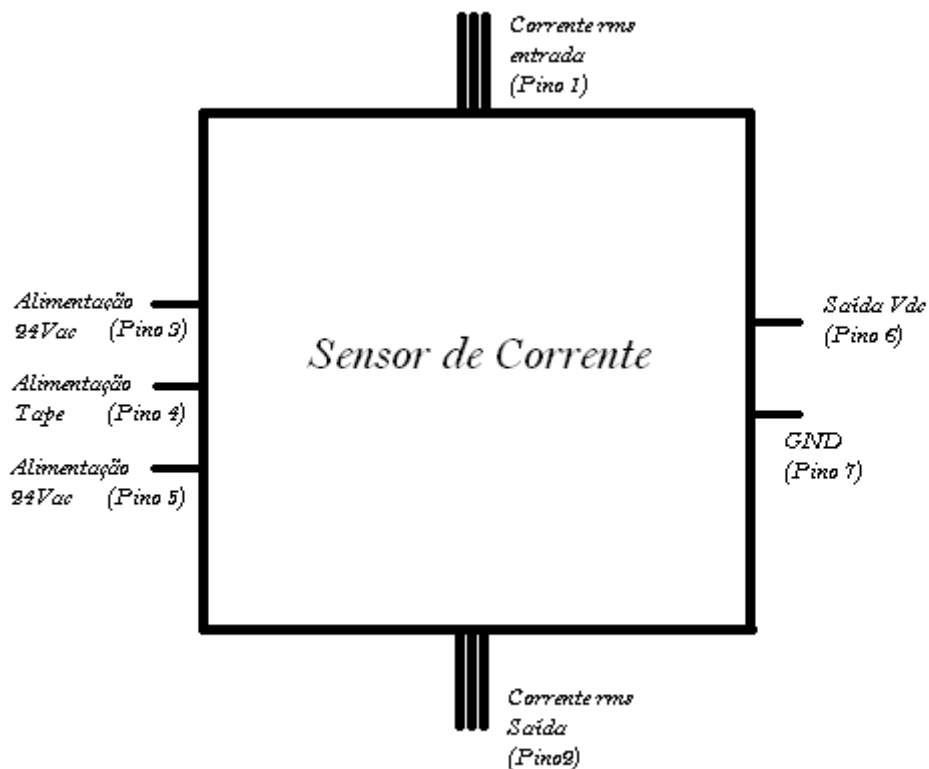 Corrente rms
entrada
(Pino 1)
Alimentação
24Vac (Pino 3)
Alimentação
Tape (Pino 4)
Alimentação
24Vac (Pino 5)
Sensor de Corrente
Saída Vdc
(Pino 6)
GND
(Pino 7)
Corrente rms
Saída
(Pino2)